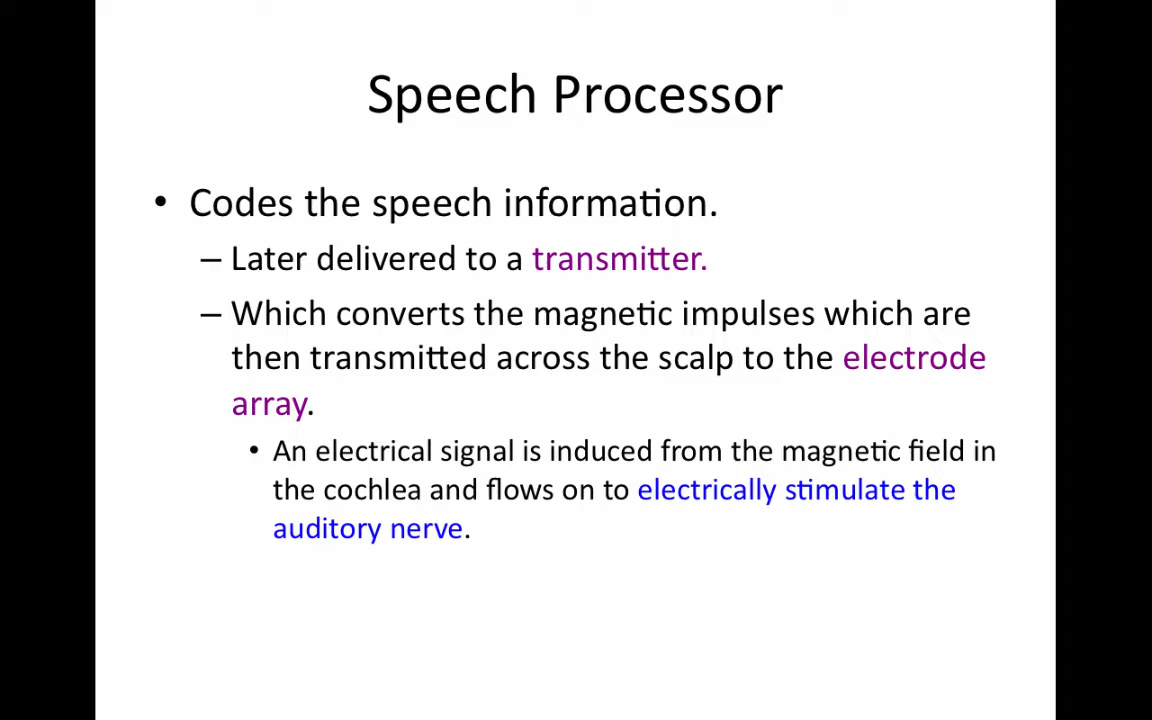 Speech Processor
• Codes the speech information.
– Later delivered to a transmitter.
– Which converts the magnetic impulses which are
then transmitted across the scalp to the electrode
array.
• An electrical signal is induced from the magnetic field in
the cochlea and flows on to electrically stimulate the
auditory nerve.